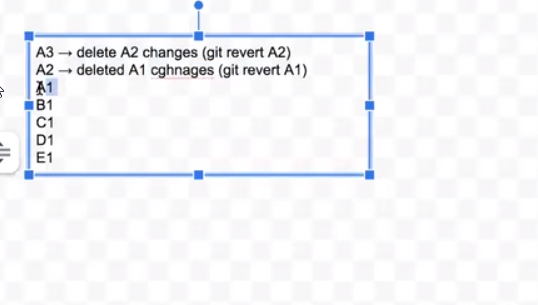 A3 → delete A2 changes (git revert A2)
A2 → deleted A1 cghnages (git revert A1)
A1
B1
C1
D1
E1